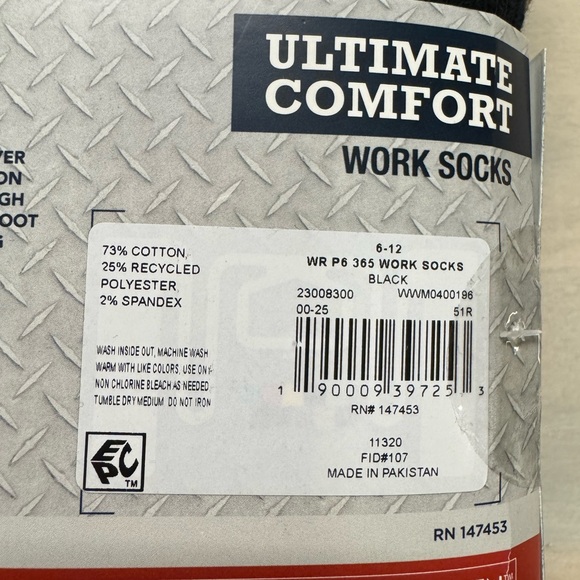 ULTIMATE
COMFORT
WORK SOCKS
ON
73% COTTON,
25% RECYCLED
POLYESTER,
2% SPANDEX
WASH INSIDE OUT, MACHINE WASH
WARM WITH LIKE COLORS, USE ONLY
NON CHLORINE BLEACH AS NEEDED
TUMBLE DRY MEDIUM DO NOT IRON
EPC
TM
6-12
WR P6 365 WORK SOCKS
BLACK
23008300 WWM0400196
00-25 51R
1 90009 39725 3
RN# 147453
11320
FID#107
MADE IN PAKISTAN
RN 147453